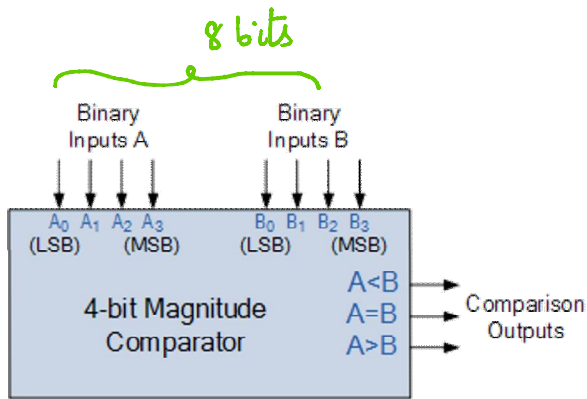 8 bits
Binary
Inputs A
Binary
Inputs B
A₀ A₁ A₂ A₃ B₀ B₁ B₂ B₃
(LSB) (MSB) (LSB) (MSB)
4-bit Magnitude
Comparator
A<B
A=B
A>B
Comparison
Outputs